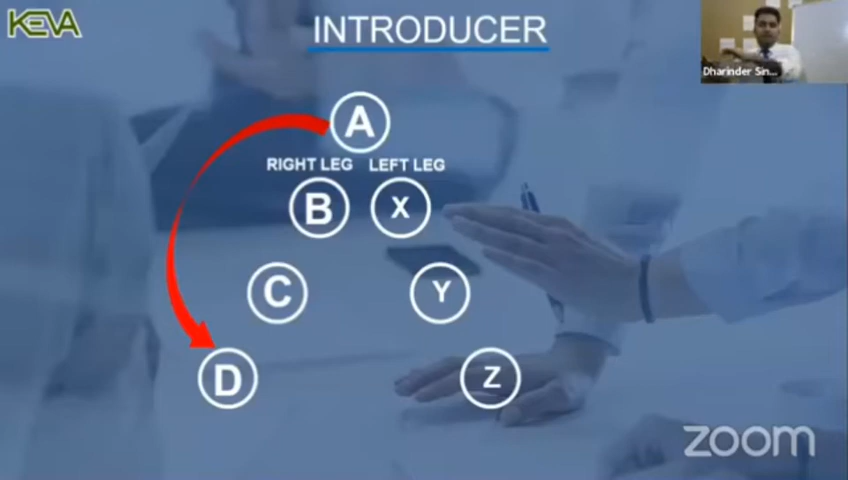 KEVA
INTRODUCER
Dharinder Sin...
A
RIGHT LEG LEFT LEG
B X
C Y
D Z
zoom